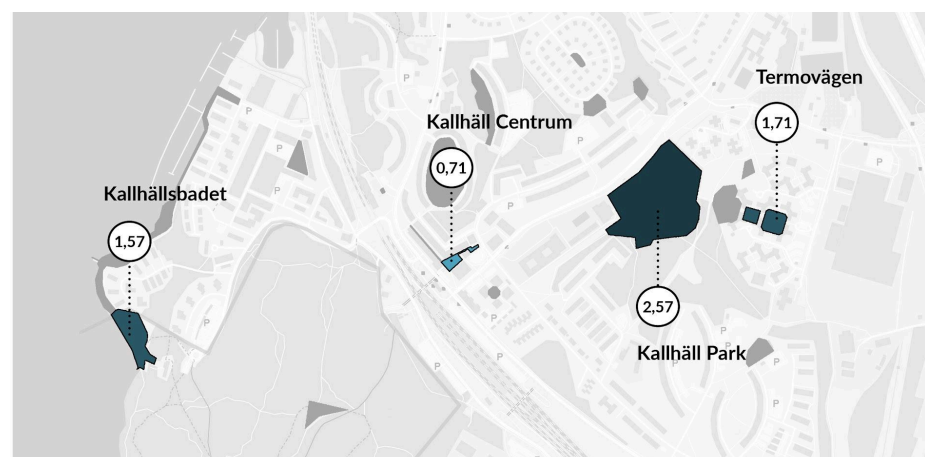 Termovägen
1,71
Kallhäll Centrum
0,71
Kallhällsbadet
1,57
2,57
Kallhäll Park
P
P
P
P
P
P
P
P
P
P
P